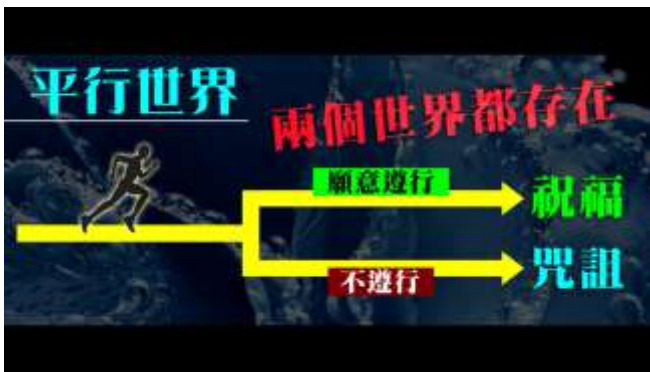 平行世界
兩個世界都存在
願意遵行
祝福
不遵行
咒詛